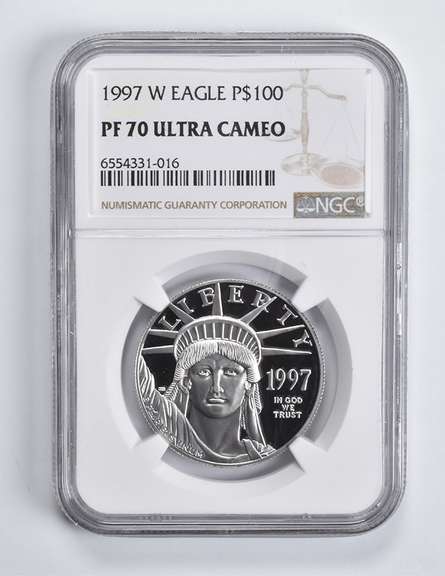 1997 W EAGLE P$100
PF 70 ULTRA CAMEO
6554331-016
NUMISMATIC GUARANTY CORPORATION
NGC®
LIBERTY
1997
IN GOD
WE
TRUST